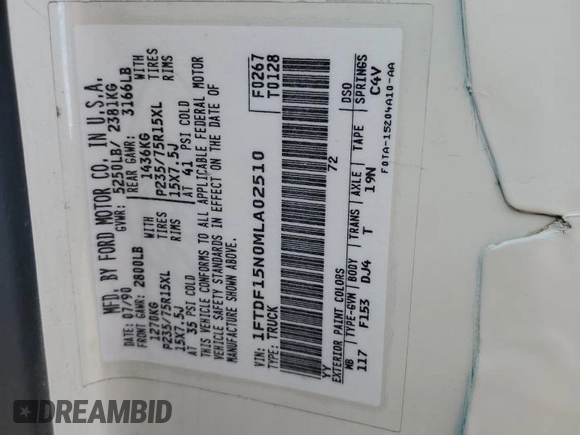 MFD. BY FORD MOTOR CO. IN U.S.A.
DATE: 07/90 GVWR: 5250LB/ 2381KG
FRONT GAWR: 2800LB REAR GAWR: 3166LB
1270KG WITH 1436KG WITH
P235/75R15XL TIRES P235/75R15XL TIRES
15X7.5J RIMS 15X7.5J RIMS
AT 35 PSI COLD AT 41 PSI COLD
THIS VEHICLE CONFORMS TO ALL APPLICABLE FEDERAL MOTOR
VEHICLE SAFETY STANDARDS IN EFFECT ON THE DATE OF
MANUFACTURE SHOWN ABOVE.
VIN: 1FTDF15N0MLA02510 F0267
TYPE: TRUCK T0128
YY 72
EXTERIOR PAINT COLORS DSO
WB TYPE-GVW BODY TRANS AXLE TAPE SPRINGS
117 F153 DJ4 T 19N C4V
F0TA-15204A10-AA
DREAMBID